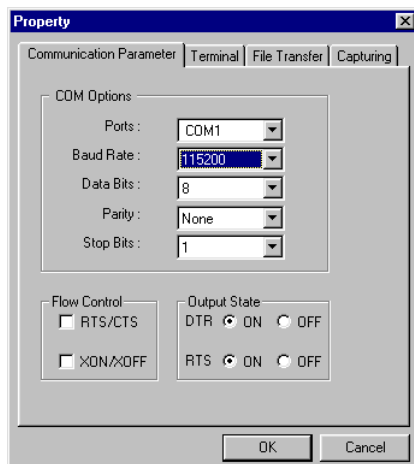 Property
Communication Parameter Terminal File Transfer Capturing
COM Options
Ports : COM1
Baud Rate : 115200
Data Bits : 8
Parity : None
Stop Bits : 1
Flow Control Output State
RTS/CTS DTR ON OFF
XON/XOFF RTS ON OFF
OK Cancel